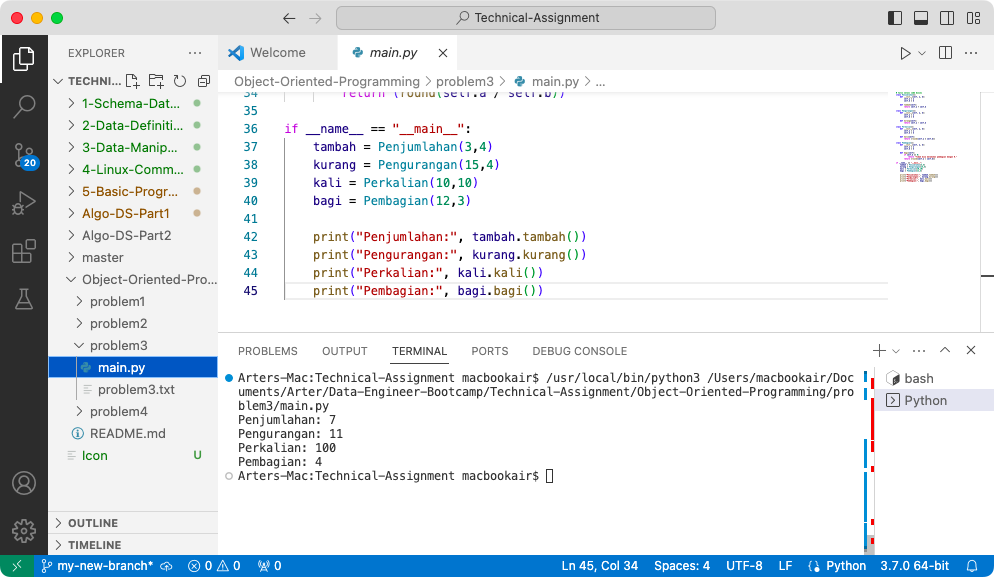 Technical-Assignment
EXPLORER
Welcome
main.py
TECHNI...
Object-Oriented-Programming > problem3 > main.py > ...
1-Schema-Dat...
2-Data-Definiti...
3-Data-Manip...
4-Linux-Comm...
5-Basic-Progr...
Algo-DS-Part1
Algo-DS-Part2
master
Object-Oriented-Pro...
problem1
problem2
problem3
main.py
problem3.txt
problem4
README.md
Icon U
20
34 return (round(self.a / self.b))
35
36 if __name__ == "__main__":
37 tambah = Penjumlahan(3,4)
38 kurang = Pengurangan(15,4)
39 kali = Perkalian(10,10)
40 bagi = Pembagian(12,3)
41
42 print("Penjumlahan:", tambah.tambah())
43 print("Pengurangan:", kurang.kurang())
44 print("Perkalian:", kali.kali())
45 print("Pembagian:", bagi.bagi())
PROBLEMS OUTPUT TERMINAL PORTS DEBUG CONSOLE
Arters-Mac:Technical-Assignment macbookair$ /usr/local/bin/python3 /Users/macbookair/Doc
uments/Arter/Data-Engineer-Bootcamp/Technical-Assignment/Object-Oriented-Programming/pro
blem3/main.py
Penjumlahan: 7
Pengurangan: 11
Perkalian: 100
Pembagian: 4
Arters-Mac:Technical-Assignment macbookair$
bash
Python
OUTLINE
TIMELINE
my-new-branch* 0 0 0 Ln 45, Col 34 Spaces: 4 UTF-8 LF Python 3.7.0 64-bit